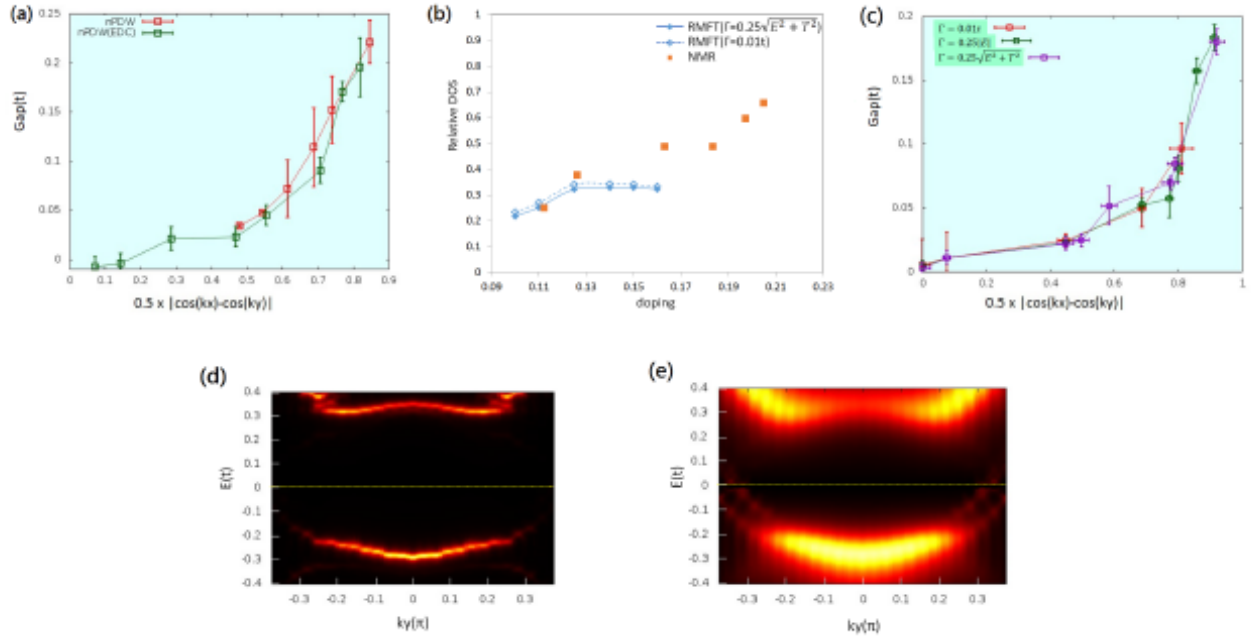 (a)
nPDW
nPDW(EDC)
Gap(t)
0.25
0.2
0.15
0.1
0.05
0
0 0.1 0.2 0.3 0.4 0.5 0.6 0.7 0.8 0.9
0.5 x |cos(kx)-cos(ky)|
(b)
RMFT(Γ=0.25√E² + T²)
RMFT(Γ=0.01t)
NMR
Relative DOS
1
0.9
0.8
0.7
0.6
0.5
0.4
0.3
0.2
0.1
0
0.09 0.11 0.13 0.15 0.17 0.19 0.21 0.23
doping
(c)
Γ = 0.01t
Γ = 0.25|E|
Γ = 0.25√E² + T²
Gap(t)
0.2
0.15
0.1
0.05
0
0 0.2 0.4 0.6 0.8 1
0.5 x |cos(kx)-cos(ky)|
(d)
E(t)
0.4
0.3
0.2
0.1
0
-0.1
-0.2
-0.3
-0.4
-0.3 -0.2 -0.1 0 0.1 0.2 0.3
ky(π)
(e)
E(t)
0.4
0.3
0.2
0.1
0
-0.1
-0.2
-0.3
-0.4
-0.3 -0.2 -0.1 0 0.1 0.2 0.3
ky(π)